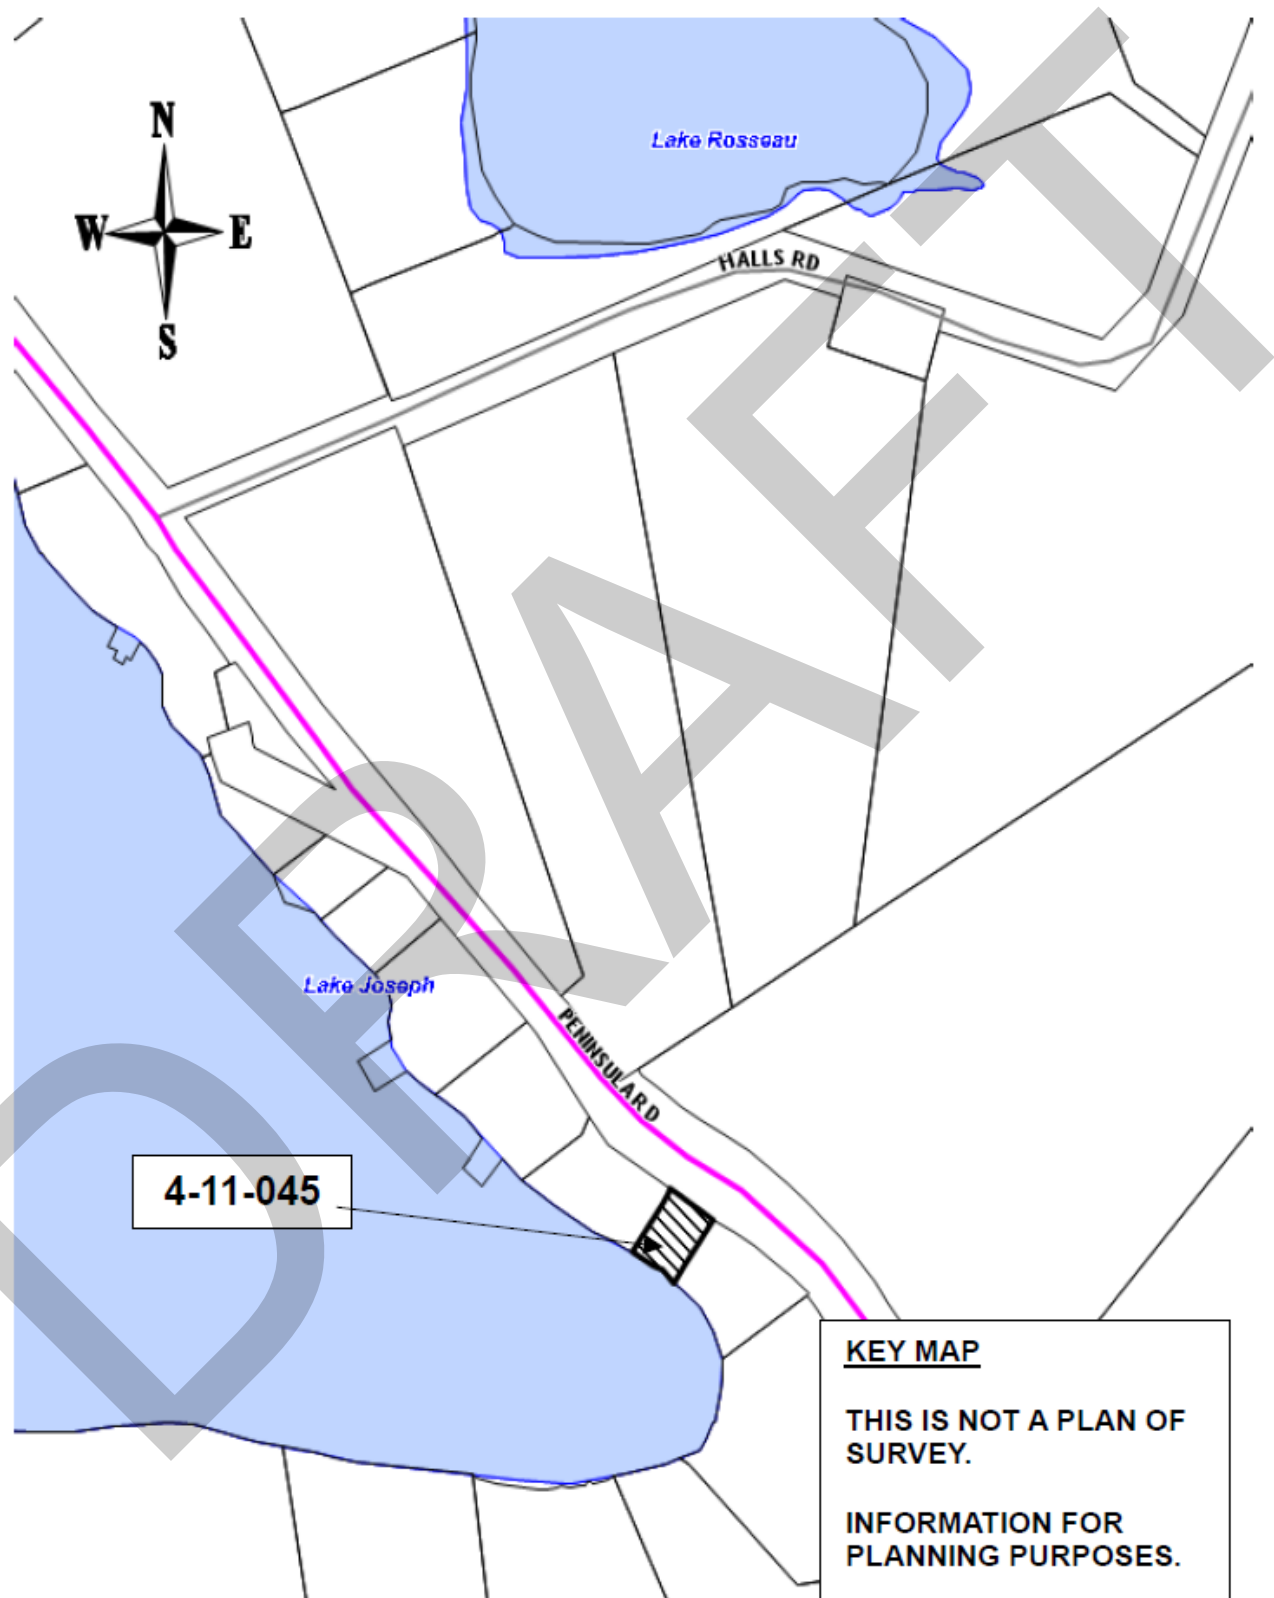 N
Lake Rosseau
W E
HALLS RD
S
DRAFT
Lake Joseph
PENINSULA RD
4-11-045
KEY MAP
THIS IS NOT A PLAN OF
SURVEY.
INFORMATION FOR
PLANNING PURPOSES.